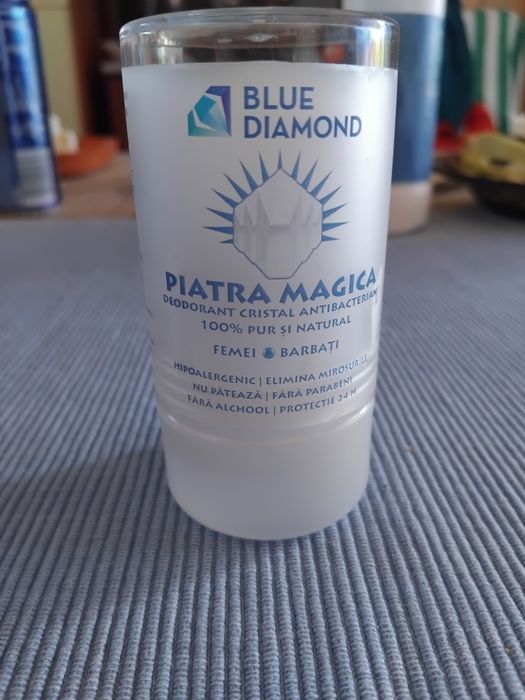 BLUE
DIAMOND
PIATRA MAGICA
DEODORANT CRISTAL ANTIBACTERIAN
100% PUR ȘI NATURAL
FEMEI BARBAȚI
HIPOALERGENIC | ELIMINA MIROSURILE
NU PĂTEAZĂ | FĂRĂ PARABENI
FĂRĂ ALCHOOL | PROTECȚIE 24 H